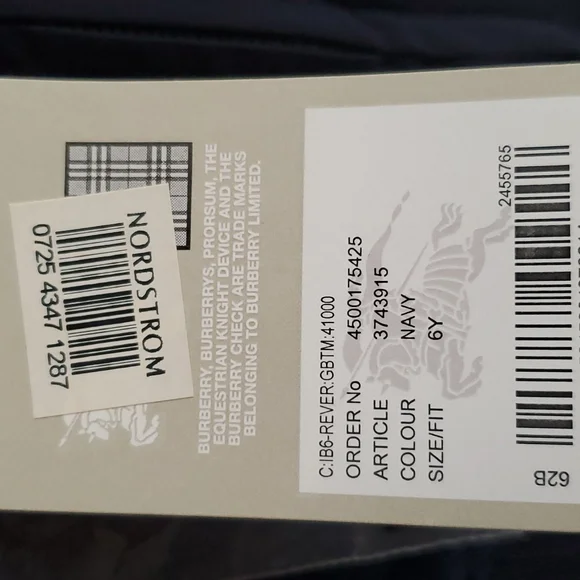 NORDSTROM
0725 4347 1287
BURBERRY, BURBERRYS, PRORSUM, THE
EQUESTRIAN KNIGHT DEVICE AND THE
BURBERRY CHECK ARE TRADE MARKS
BELONGING TO BURBERRY LIMITED.
C:IB6-REVER:GBTM:41000
ORDER No 4500175425
ARTICLE 3743915
COLOUR NAVY
SIZE/FIT 6Y
2455765
62B